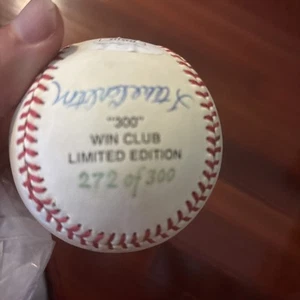 "300"
WIN CLUB
LIMITED EDITION
272 of 300